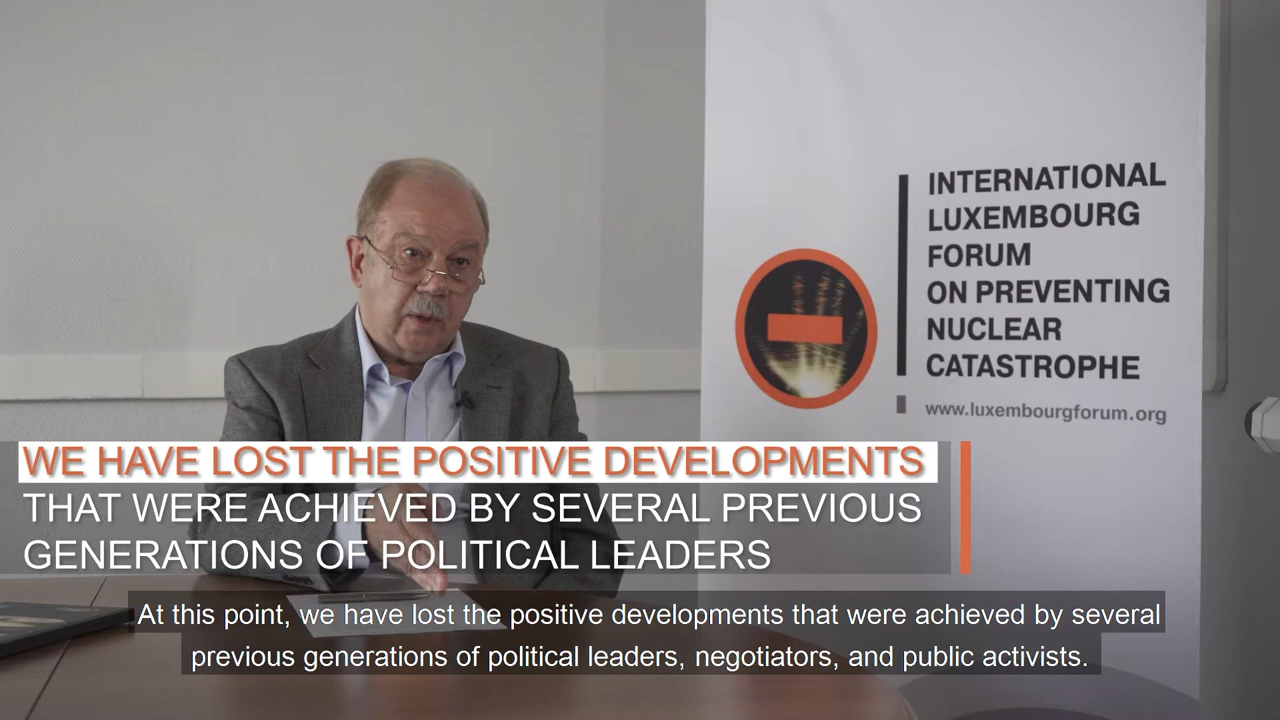 INTERNATIONAL
LUXEMBOURG
FORUM
ON PREVENTING
NUCLEAR
CATASTROPHE
www.luxembourgforum.org
WE HAVE LOST THE POSITIVE DEVELOPMENTS
THAT WERE ACHIEVED BY SEVERAL PREVIOUS
GENERATIONS OF POLITICAL LEADERS
At this point, we have lost the positive developments that were achieved by several
previous generations of political leaders, negotiators, and public activists.